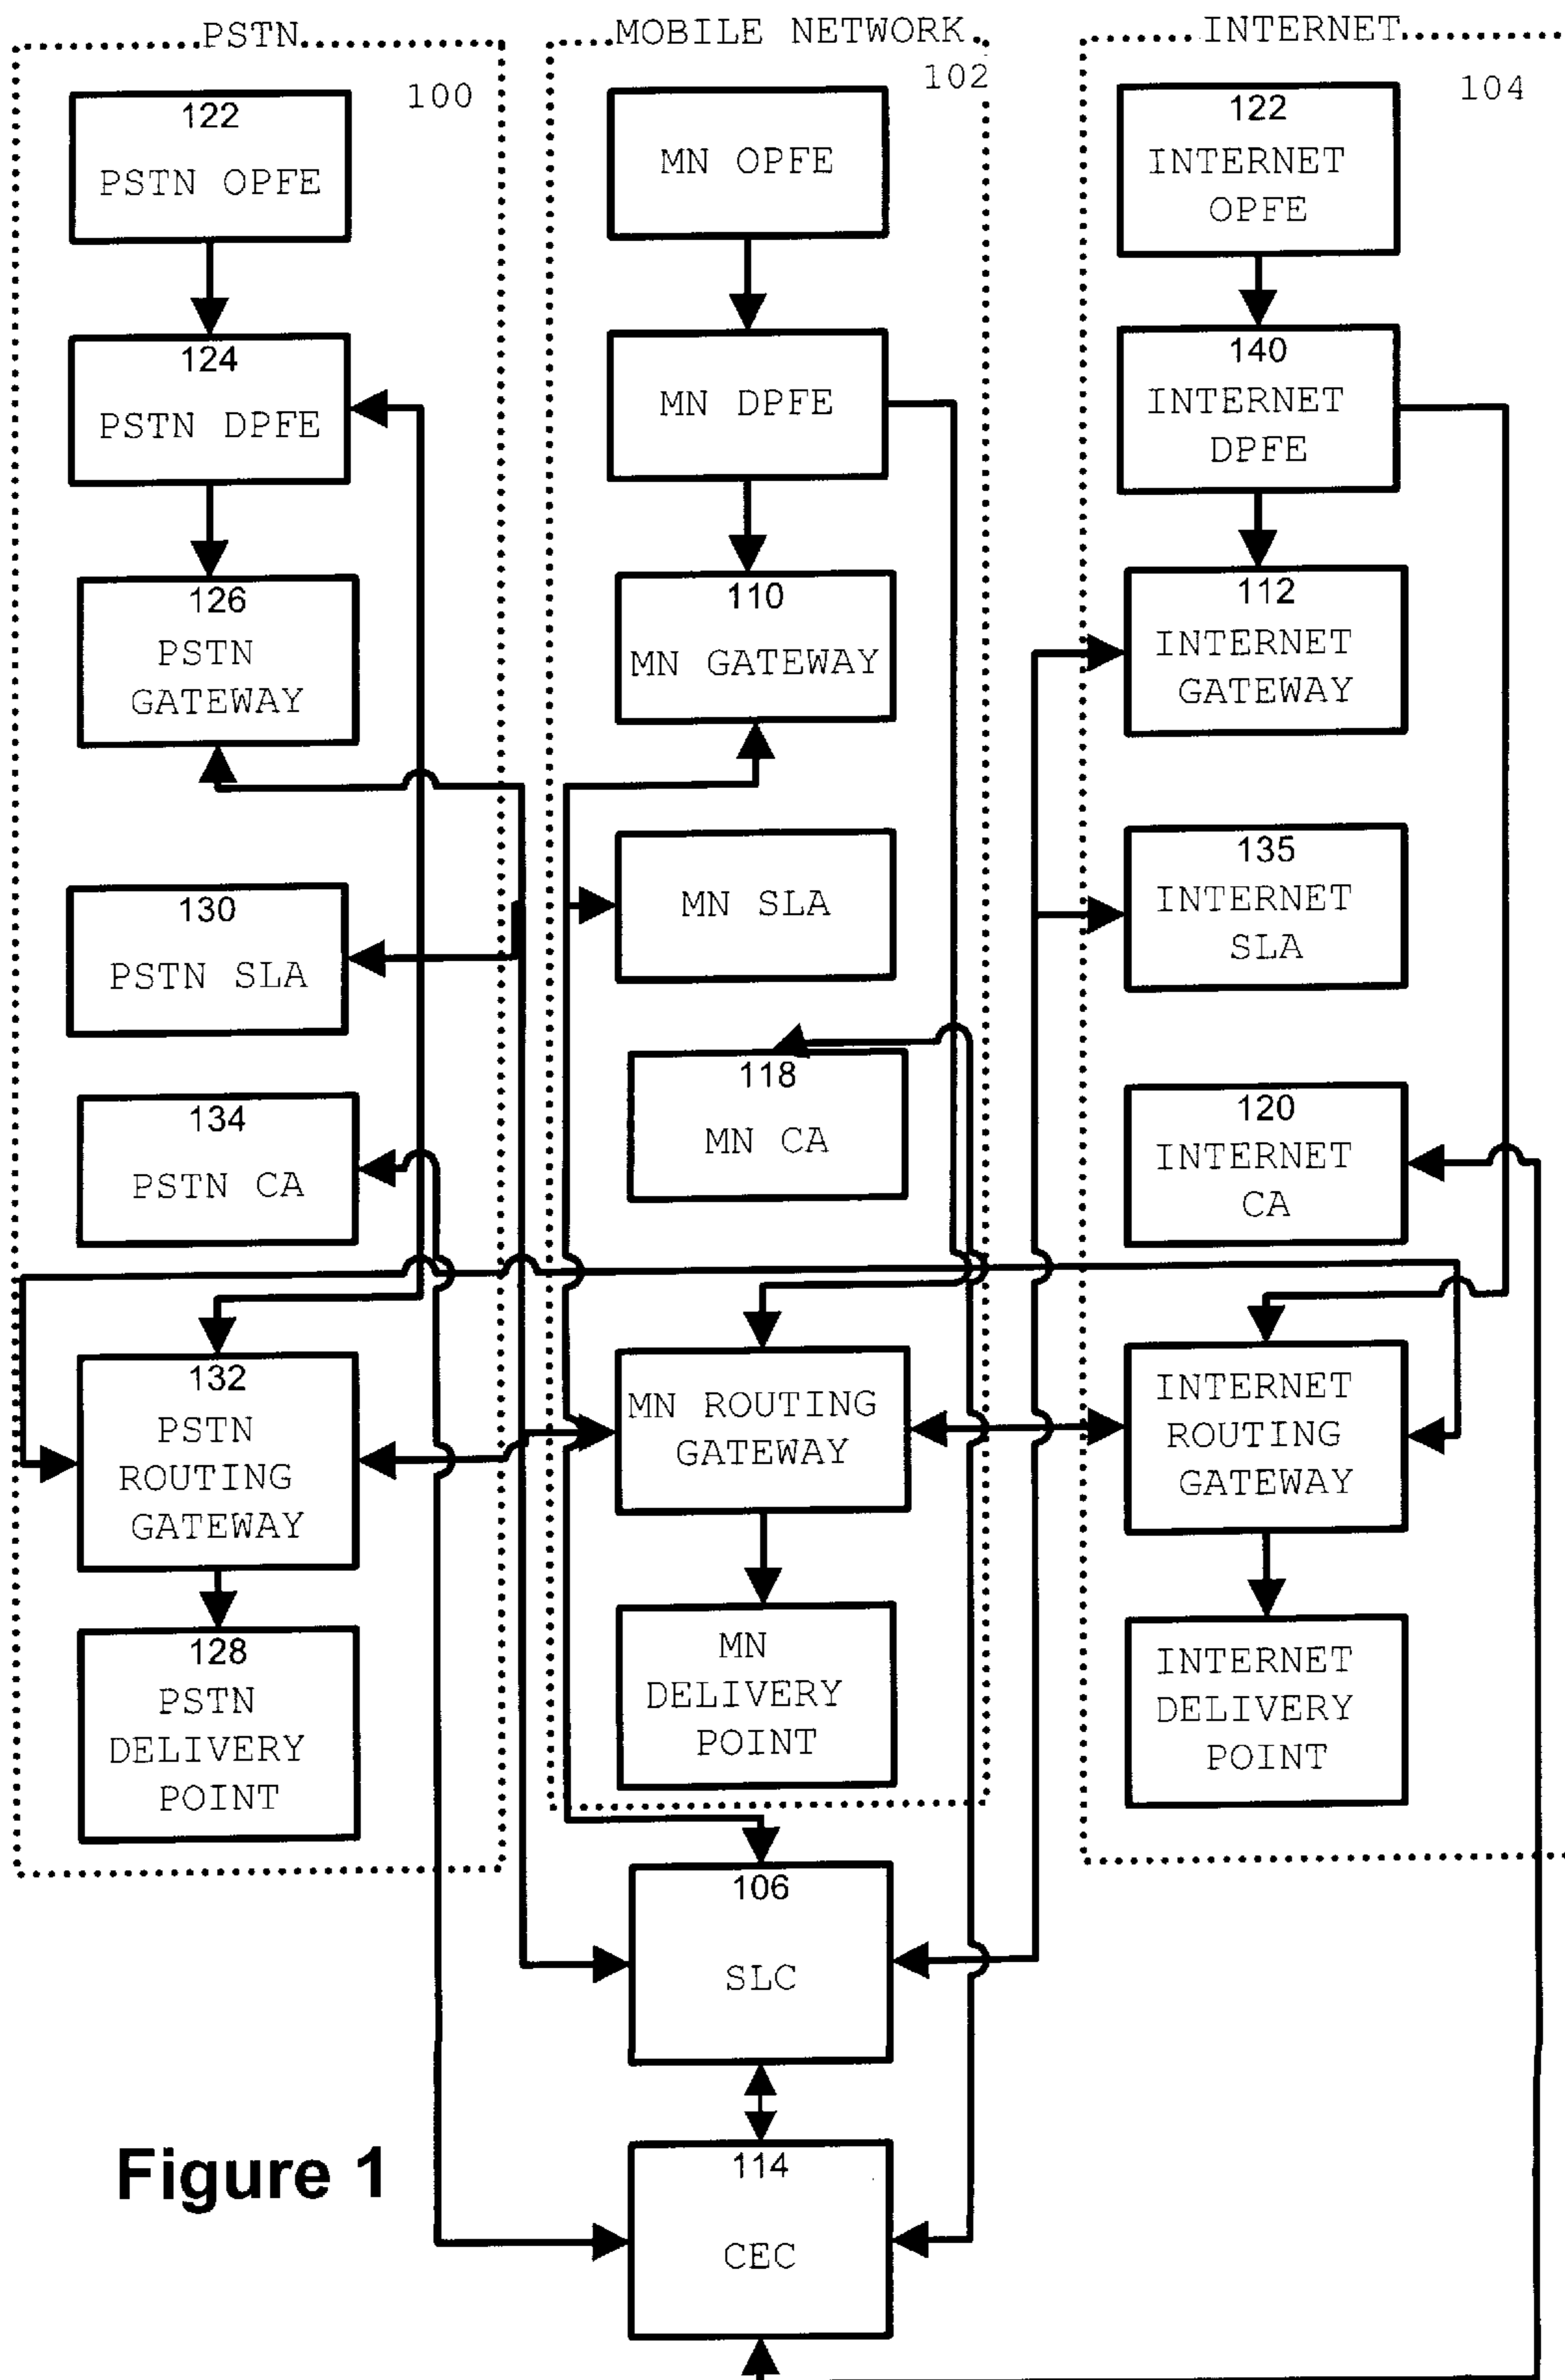 PSTN
100
122
PSTN OPFE
124
PSTN DPFE
126
PSTN
GATEWAY
130
PSTN SLA
134
PSTN CA
132
PSTN
ROUTING
GATEWAY
128
PSTN
DELIVERY
POINT
MOBILE NETWORK
102
MN OPFE
MN DPFE
110
MN GATEWAY
MN SLA
118
MN CA
MN ROUTING
GATEWAY
MN
DELIVERY
POINT
INTERNET
104
122
INTERNET
OPFE
140
INTERNET
DPFE
112
INTERNET
GATEWAY
135
INTERNET
SLA
120
INTERNET
CA
INTERNET
ROUTING
GATEWAY
INTERNET
DELIVERY
POINT
106
SLC
114
CEC
Figure 1